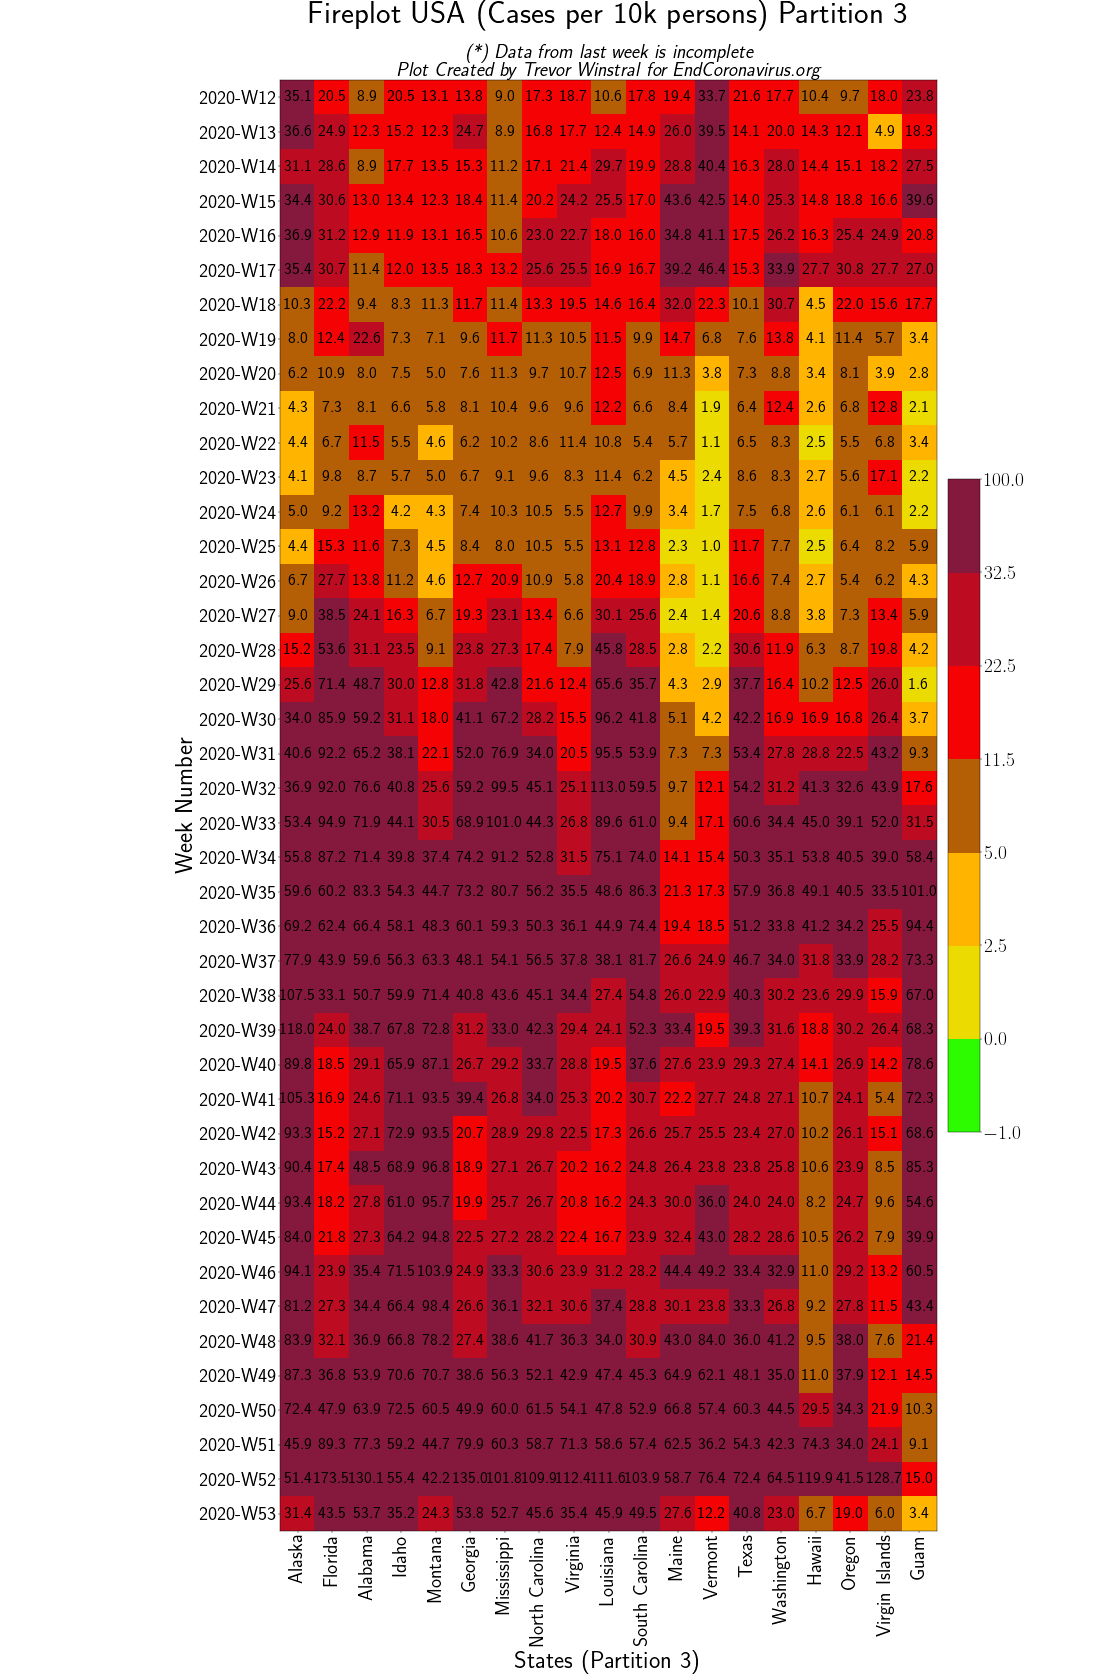 Fireplot USA (Cases per 10k persons) Partition 3
(*) Data from last week is incomplete
Plot Created by Trevor Winstral for EndCoronavirus.org
Week Number
2020-W12 35.1 20.5 8.9 20.5 13.1 13.8 9.0 17.3 18.7 10.6 17.8 19.4 33.7 21.6 17.7 10.4 9.7 18.0 23.8
2020-W13 36.6 24.9 12.3 15.2 12.3 24.7 8.9 16.8 17.7 12.4 14.9 26.0 39.5 14.1 20.0 14.3 12.1 4.9 18.3
2020-W14 31.1 28.6 8.9 17.7 13.5 15.3 11.2 17.1 21.4 29.7 19.9 28.8 40.4 16.3 28.0 14.4 15.1 18.2 27.5
2020-W15 34.4 30.6 13.0 13.4 12.3 18.4 11.4 20.2 24.2 25.5 17.0 43.6 42.5 14.0 25.3 14.8 18.8 16.6 39.6
2020-W16 36.9 31.2 12.9 11.9 13.1 16.5 10.6 23.0 22.7 18.0 16.0 34.8 41.1 17.5 26.2 16.3 25.4 24.9 20.8
2020-W17 35.4 30.7 11.4 12.0 13.5 18.3 13.2 25.6 25.5 16.9 16.7 39.2 46.4 15.3 33.9 27.7 30.8 27.7 27.0
2020-W18 10.3 22.2 9.4 8.3 11.3 11.7 11.4 13.3 19.5 14.6 16.4 32.0 22.3 10.1 30.7 4.5 22.0 15.6 17.7
2020-W19 8.0 12.4 22.6 7.3 7.1 9.6 11.7 11.3 10.5 11.5 9.9 14.7 6.8 7.6 13.8 4.1 11.4 5.7 3.4
2020-W20 6.2 10.9 8.0 7.5 5.0 7.6 11.3 9.7 10.7 12.5 6.9 11.3 3.8 7.3 8.8 3.4 8.1 3.9 2.8
2020-W21 4.3 7.3 8.1 6.6 5.8 8.1 10.4 9.6 9.6 12.2 6.6 8.4 1.9 6.4 12.4 2.6 6.8 12.8 2.1
2020-W22 4.4 6.7 11.5 5.5 4.6 6.2 10.2 8.6 11.4 10.8 5.4 5.7 1.1 6.5 8.3 2.5 5.5 6.8 3.4
2020-W23 4.1 9.8 8.7 5.7 5.0 6.7 9.1 9.6 8.3 11.4 6.2 4.5 2.4 8.6 8.3 2.7 5.6 17.1 2.2
2020-W24 5.0 9.2 13.2 4.2 4.3 7.4 10.3 10.5 5.5 12.7 9.9 3.4 1.7 7.5 6.8 2.6 6.1 6.1 2.2
2020-W25 4.4 15.3 11.6 7.3 4.5 8.4 8.0 10.5 5.5 13.1 12.8 2.3 1.0 11.7 7.7 2.5 6.4 8.2 5.9
2020-W26 6.7 27.7 13.8 11.2 4.6 12.7 20.9 10.9 5.8 20.4 18.9 2.8 1.1 16.6 7.4 2.7 5.4 6.2 4.3
2020-W27 9.0 38.5 24.1 16.3 6.7 19.3 23.1 13.4 6.6 30.1 25.6 2.4 1.4 20.6 8.8 3.8 7.3 13.4 5.9
2020-W28 15.2 53.6 31.1 23.5 9.1 23.8 27.3 17.4 7.9 45.8 28.5 2.8 2.2 30.6 11.9 6.3 8.7 19.8 4.2
2020-W29 25.6 71.4 48.7 30.0 12.8 31.8 42.8 21.6 12.4 65.6 35.7 4.3 2.9 37.7 16.4 10.2 12.5 26.0 1.6
2020-W30 34.0 85.9 59.2 31.1 18.0 41.1 67.2 28.2 15.5 96.2 41.8 5.1 4.2 42.2 16.9 16.9 16.8 26.4 3.7
2020-W31 40.6 92.2 65.2 38.1 22.1 52.0 76.9 34.0 20.5 95.5 53.9 7.3 7.3 53.4 27.8 28.8 22.5 43.2 9.3
2020-W32 36.9 92.0 76.6 40.8 25.6 59.2 99.5 45.1 25.1 113.0 59.5 9.7 12.1 54.2 31.2 41.3 32.6 43.9 17.6
2020-W33 53.4 94.9 71.9 44.1 30.5 68.9 101.0 44.3 26.8 89.6 61.0 9.4 17.1 60.6 34.4 45.0 39.1 52.0 31.5
2020-W34 55.8 87.2 71.4 39.8 37.4 74.2 91.2 52.8 31.5 75.1 74.0 14.1 15.4 50.3 35.1 53.8 40.5 39.0 58.4
2020-W35 59.6 60.2 83.3 54.3 44.7 73.2 80.7 56.2 35.5 48.6 86.3 21.3 17.3 57.9 36.8 49.1 40.5 33.5 101.0
2020-W36 69.2 62.4 66.4 58.1 48.3 60.1 59.3 50.3 36.1 44.9 74.4 19.4 18.5 51.2 33.8 41.2 34.2 25.5 94.4
2020-W37 77.9 43.9 59.6 56.3 63.3 48.1 54.1 56.5 37.8 38.1 81.7 26.6 24.9 46.7 34.0 31.8 33.9 28.2 73.3
2020-W38 107.5 33.1 50.7 59.9 71.4 40.8 43.6 45.1 34.4 27.4 54.8 26.0 22.9 40.3 30.2 23.6 29.9 15.9 67.0
2020-W39 118.0 24.0 38.7 67.8 72.8 31.2 33.0 42.3 29.4 24.1 52.3 33.4 19.5 39.3 31.6 18.8 30.2 26.4 68.3
2020-W40 89.8 18.5 29.1 65.9 87.1 26.7 29.2 33.7 28.8 19.5 37.6 27.6 23.9 29.3 27.4 14.1 26.9 14.2 78.6
2020-W41 105.3 16.9 24.6 71.1 93.5 39.4 26.8 34.0 25.3 20.2 30.7 22.2 27.7 24.8 27.1 10.7 24.1 5.4 72.3
2020-W42 93.3 15.2 27.1 72.9 93.5 20.7 28.9 29.8 22.5 17.3 26.6 25.7 25.5 23.4 27.0 10.2 26.1 15.1 68.6
2020-W43 90.4 17.4 48.5 68.9 96.8 18.9 27.1 26.7 20.2 16.2 24.8 26.4 23.8 23.8 25.8 10.6 23.9 8.5 85.3
2020-W44 93.4 18.2 27.8 61.0 95.7 19.9 25.7 26.7 20.8 16.2 24.3 30.0 36.0 24.0 24.0 8.2 24.7 9.6 54.6
2020-W45 84.0 21.8 27.3 64.2 94.8 22.5 27.2 28.2 22.4 16.7 23.9 32.4 43.0 28.2 28.6 10.5 26.2 7.9 39.9
2020-W46 94.1 23.9 35.4 71.5 103.9 24.9 33.3 30.6 23.9 31.2 28.2 44.4 49.2 33.4 32.9 11.0 29.2 13.2 60.5
2020-W47 81.2 27.3 34.4 66.4 98.4 26.6 36.1 32.1 30.6 37.4 28.8 30.1 23.8 33.3 26.8 9.2 27.8 11.5 43.4
2020-W48 83.9 32.1 36.9 66.8 78.2 27.4 38.6 41.7 36.3 34.0 30.9 43.0 84.0 36.0 41.2 9.5 38.0 7.6 21.4
2020-W49 87.3 36.8 53.9 70.6 70.7 38.6 56.3 52.1 42.9 47.4 45.3 64.9 62.1 48.1 35.0 11.0 37.9 12.1 14.5
2020-W50 72.4 47.9 63.9 72.5 60.5 49.9 60.0 61.5 54.1 47.8 52.9 66.8 57.4 60.3 44.5 29.5 34.3 21.9 10.3
2020-W51 45.9 89.3 77.3 59.2 44.7 79.9 60.3 58.7 71.3 58.6 57.4 62.5 36.2 54.3 42.3 74.3 34.0 24.1 9.1
2020-W52 51.4 173.5 130.1 55.4 42.2 135.0 101.8 109.9 112.4 111.6 103.9 58.7 76.4 72.4 64.5 119.9 41.5 128.7 15.0
2020-W53 31.4 43.5 53.7 35.2 24.3 53.8 52.7 45.6 35.4 45.9 49.5 27.6 12.2 40.8 23.0 6.7 19.0 6.0 3.4
Alaska
Florida
Alabama
Idaho
Montana
Georgia
Mississippi
North Carolina
Virginia
Louisiana
South Carolina
Maine
Vermont
Texas
Washington
Hawaii
Oregon
Virgin Islands
Guam
States (Partition 3)
100.0
32.5
22.5
11.5
5.0
2.5
0.0
−1.0